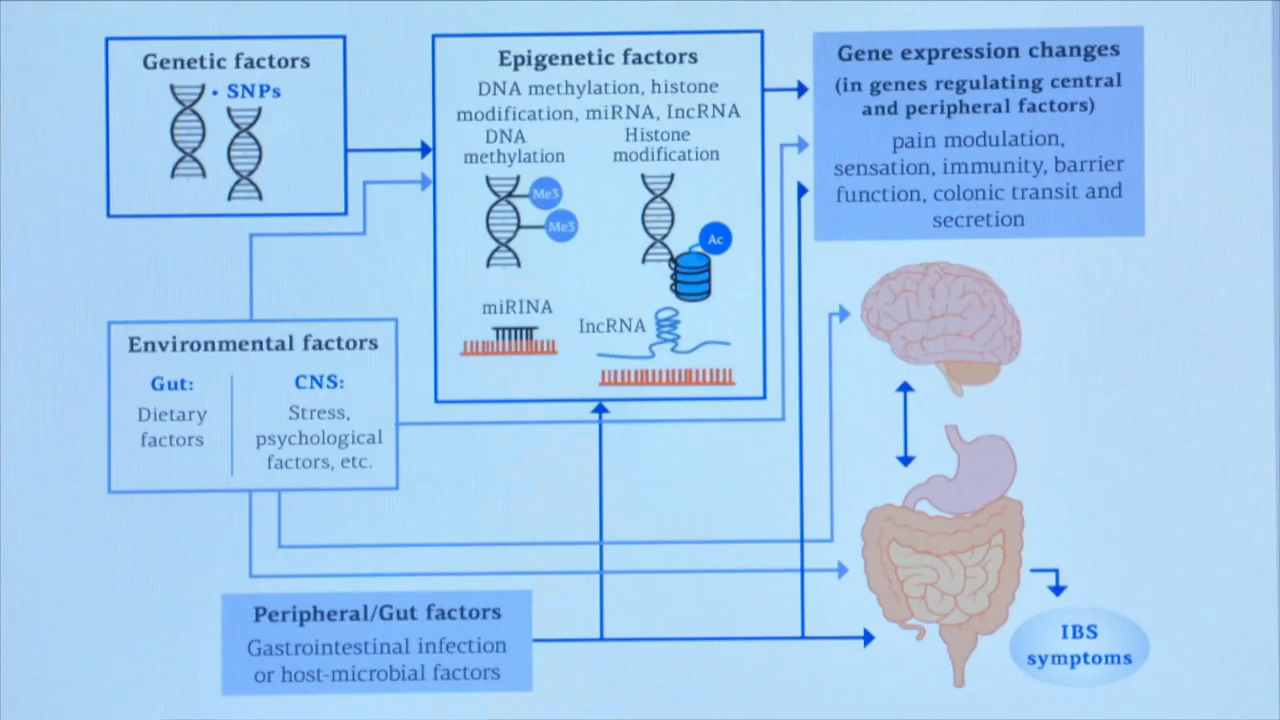 Genetic factors
• SNPs
Epigenetic factors
DNA methylation, histone
modification, miRNA, lncRNA
DNA
methylation
Histone
modification
Me3
Me3
Ac
miRINA
lncRNA
Gene expression changes
(in genes regulating central
and peripheral factors)
pain modulation,
sensation, immunity, barrier
function, colonic transit and
secretion
Environmental factors
Gut:
Dietary
factors
CNS:
Stress,
psychological
factors, etc.
Peripheral/Gut factors
Gastrointestinal infection
or host-microbial factors
IBS
symptoms